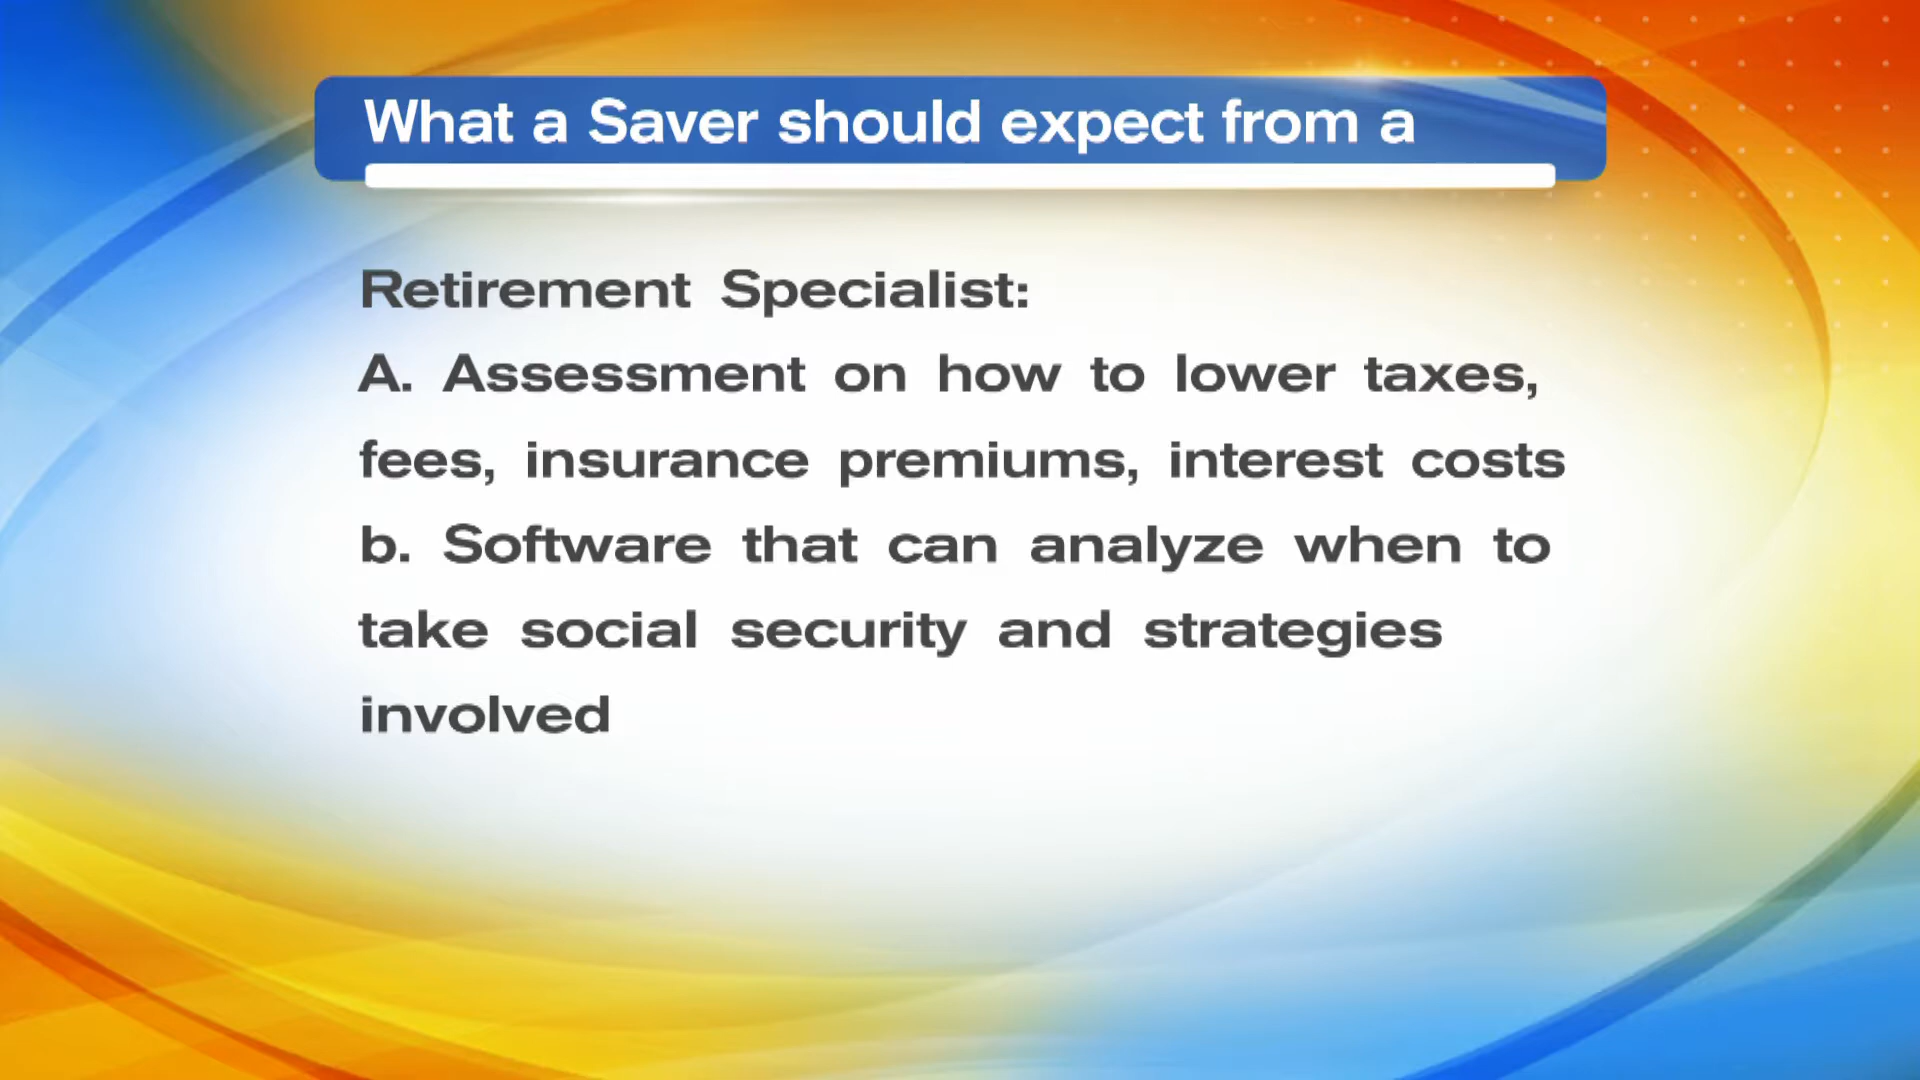 What a Saver should expect from a
Retirement Specialist:
A. Assessment on how to lower taxes,
fees, insurance premiums, interest costs
b. Software that can analyze when to
take social security and strategies
involved